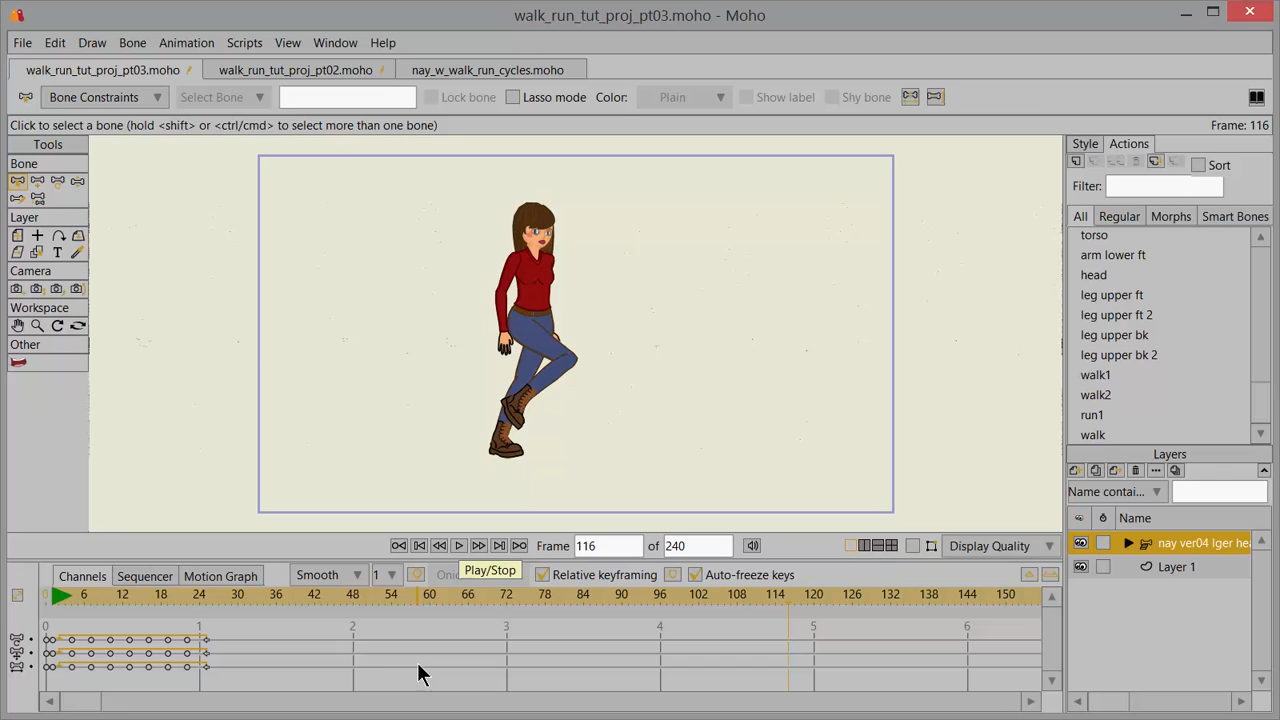 walk_run_tut_proj_pt03.moho - Moho
File Edit Draw Bone Animation Scripts View Window Help
walk_run_tut_proj_pt03.moho walk_run_tut_proj_pt02.moho nay_w_walk_run_cycles.moho
Bone Constraints Select Bone Lock bone Lasso mode Color: Plain Show label Shy bone
Click to select a bone (hold <shift> or <ctrl/cmd> to select more than one bone) Frame: 116
Tools
Bone
Layer
Camera
Workspace
Other
Style Actions
Sort
Filter:
All Regular Morphs Smart Bones
torso
arm lower ft
head
leg upper ft
leg upper ft 2
leg upper bk
leg upper bk 2
walk1
walk2
run1
walk
Layers
Name contai...
Name
nay ver04 lger hea
Layer 1
Frame 116 of 240 Display Quality
Play/Stop
Channels Sequencer Motion Graph Smooth 1 Relative keyframing Auto-freeze keys
0 6 12 18 24 30 36 42 48 54 60 66 72 78 84 90 96 102 108 114 120 126 132 138 144 150
0 1 2 3 4 5 6